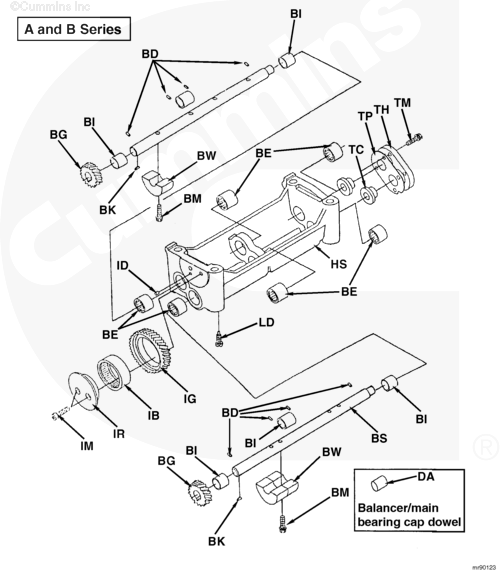 ©Cummins Inc
A and B Series
BI
BD
TM
TH
TP
BI
BG
BE
TC
BW
BK
BM
HS
ID
BE
BE
LD
IG
IB
IR
IM
BD
BI
BI
BS
BI
BG
BW
DA
BM
Balancer/main
bearing cap dowel
BK
®
mr90123
Cummins